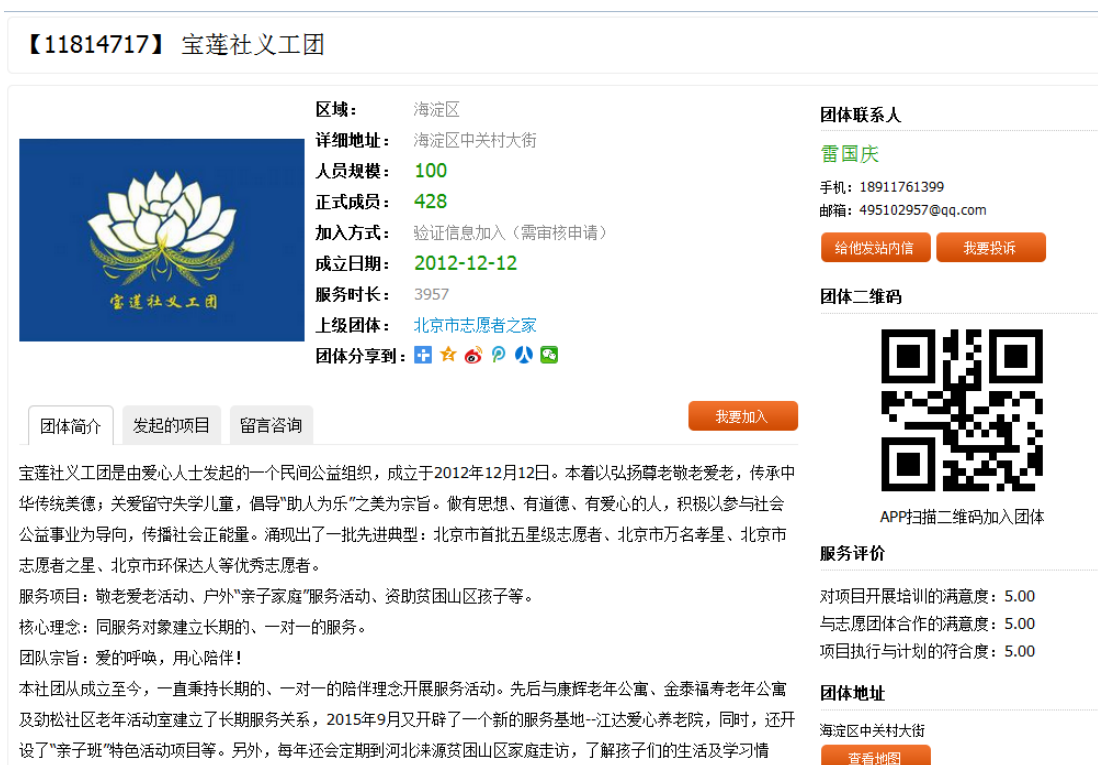 【11814717】 宝莲社义工团
宝莲社义工团
区域： 海淀区
详细地址： 海淀区中关村大街
人员规模： 100
正式成员： 428
加入方式： 验证信息加入（需审核申请）
成立日期： 2012-12-12
服务时长： 3957
上级团体： 北京市志愿者之家
团体分享到：
团体简介 发起的项目 留言咨询 我要加入
宝莲社义工团是由爱心人士发起的一个民间公益组织，成立于2012年12月12日。本着以弘扬尊老敬老爱老，传承中
华传统美德；关爱留守失学儿童，倡导“助人为乐”之美为宗旨。做有思想、有道德、有爱心的人，积极以参与社会
公益事业为导向，传播社会正能量。涌现出了一批先进典型：北京市首批五星级志愿者、北京市万名孝星、北京市
志愿者之星、北京市环保达人等优秀志愿者。
服务项目：敬老爱老活动、户外“亲子家庭”服务活动、资助贫困山区孩子等。
核心理念：同服务对象建立长期的、一对一的服务。
团队宗旨：爱的呼唤，用心陪伴！
本社团从成立至今，一直秉持长期的、一对一的陪伴理念开展服务活动。先后与康辉老年公寓、金泰福寿老年公寓
及劲松社区老年活动室建立了长期服务关系，2015年9月又开辟了一个新的服务基地--江达爱心养老院，同时，还开
设了“亲子班”特色活动项目等。另外，每年还会定期到河北涞源贫困山区家庭走访，了解孩子们的生活及学习情
团体联系人
雷国庆
手机：18911761399
邮箱：495102957@qq.com
给他发站内信 我要投诉
团体二维码
APP扫描二维码加入团体
服务评价
对项目开展培训的满意度：5.00
与志愿团体合作的满意度：5.00
项目执行与计划的符合度：5.00
团体地址
海淀区中关村大街
查看地图